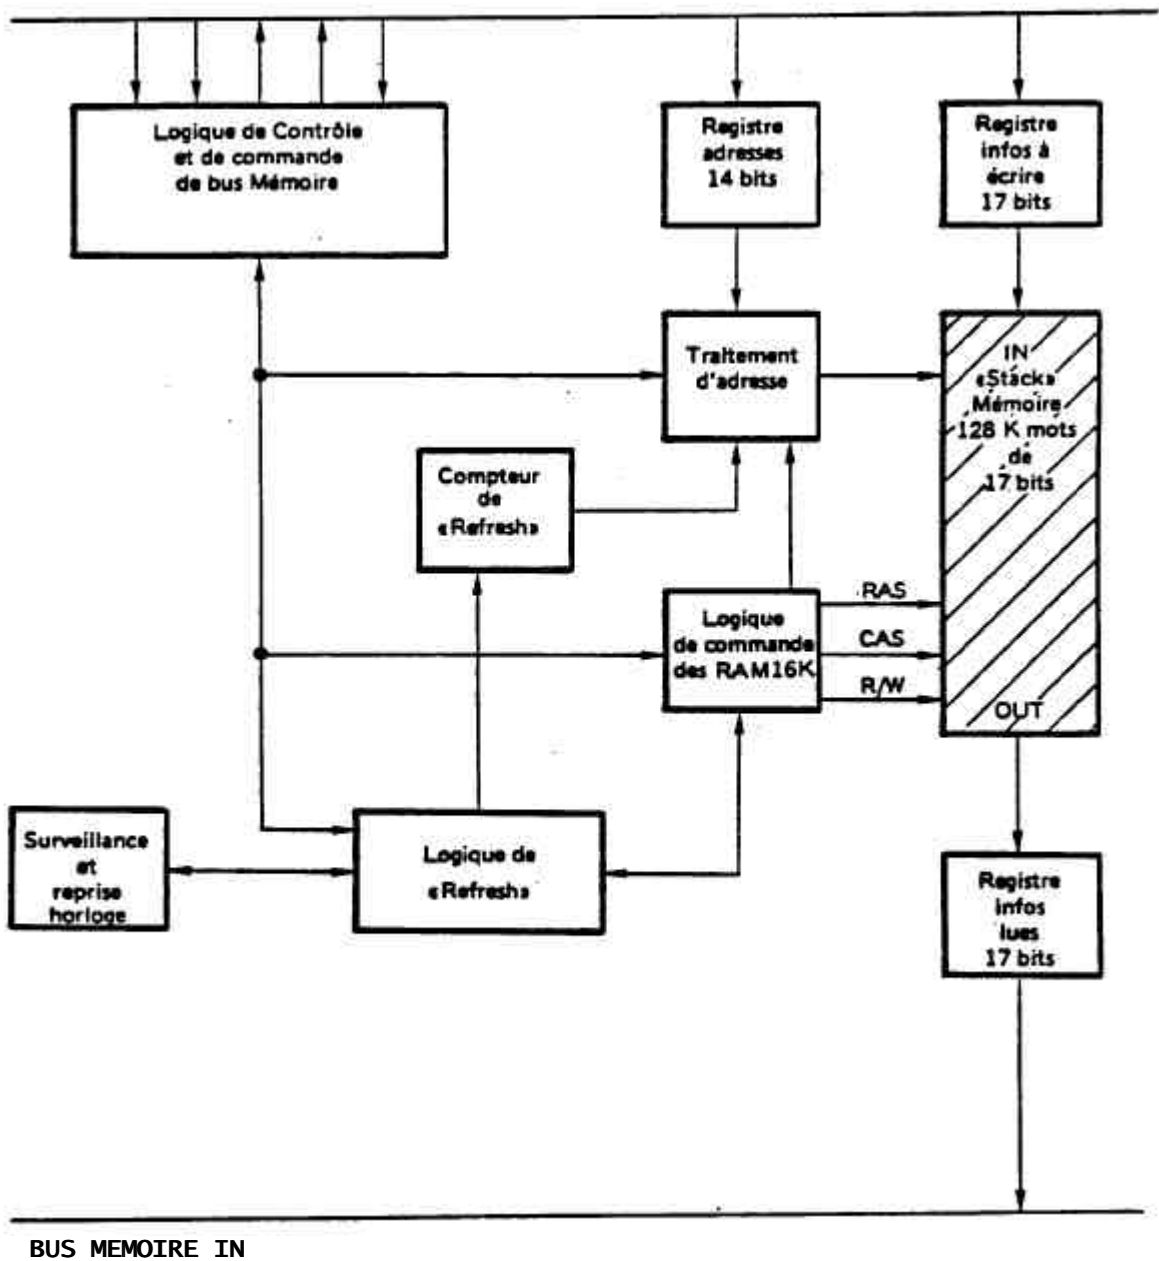 Logique de Contrôle
et de commande
de bus Mémoire
Registre
adresses
14 bits
Registre
infos à
écrire
17 bits
Traitement
d'adresse
IN
«Stack»
Mémoire
128 K mots
de
17 bits
Compteur
de
«Refresh»
Logique
de commande
des RAM16K
RAS
CAS
R/W
OUT
Surveillance
et
reprise
horloge
Logique de
«Refresh»
Registre
infos
lues
17 bits
BUS MEMOIRE IN